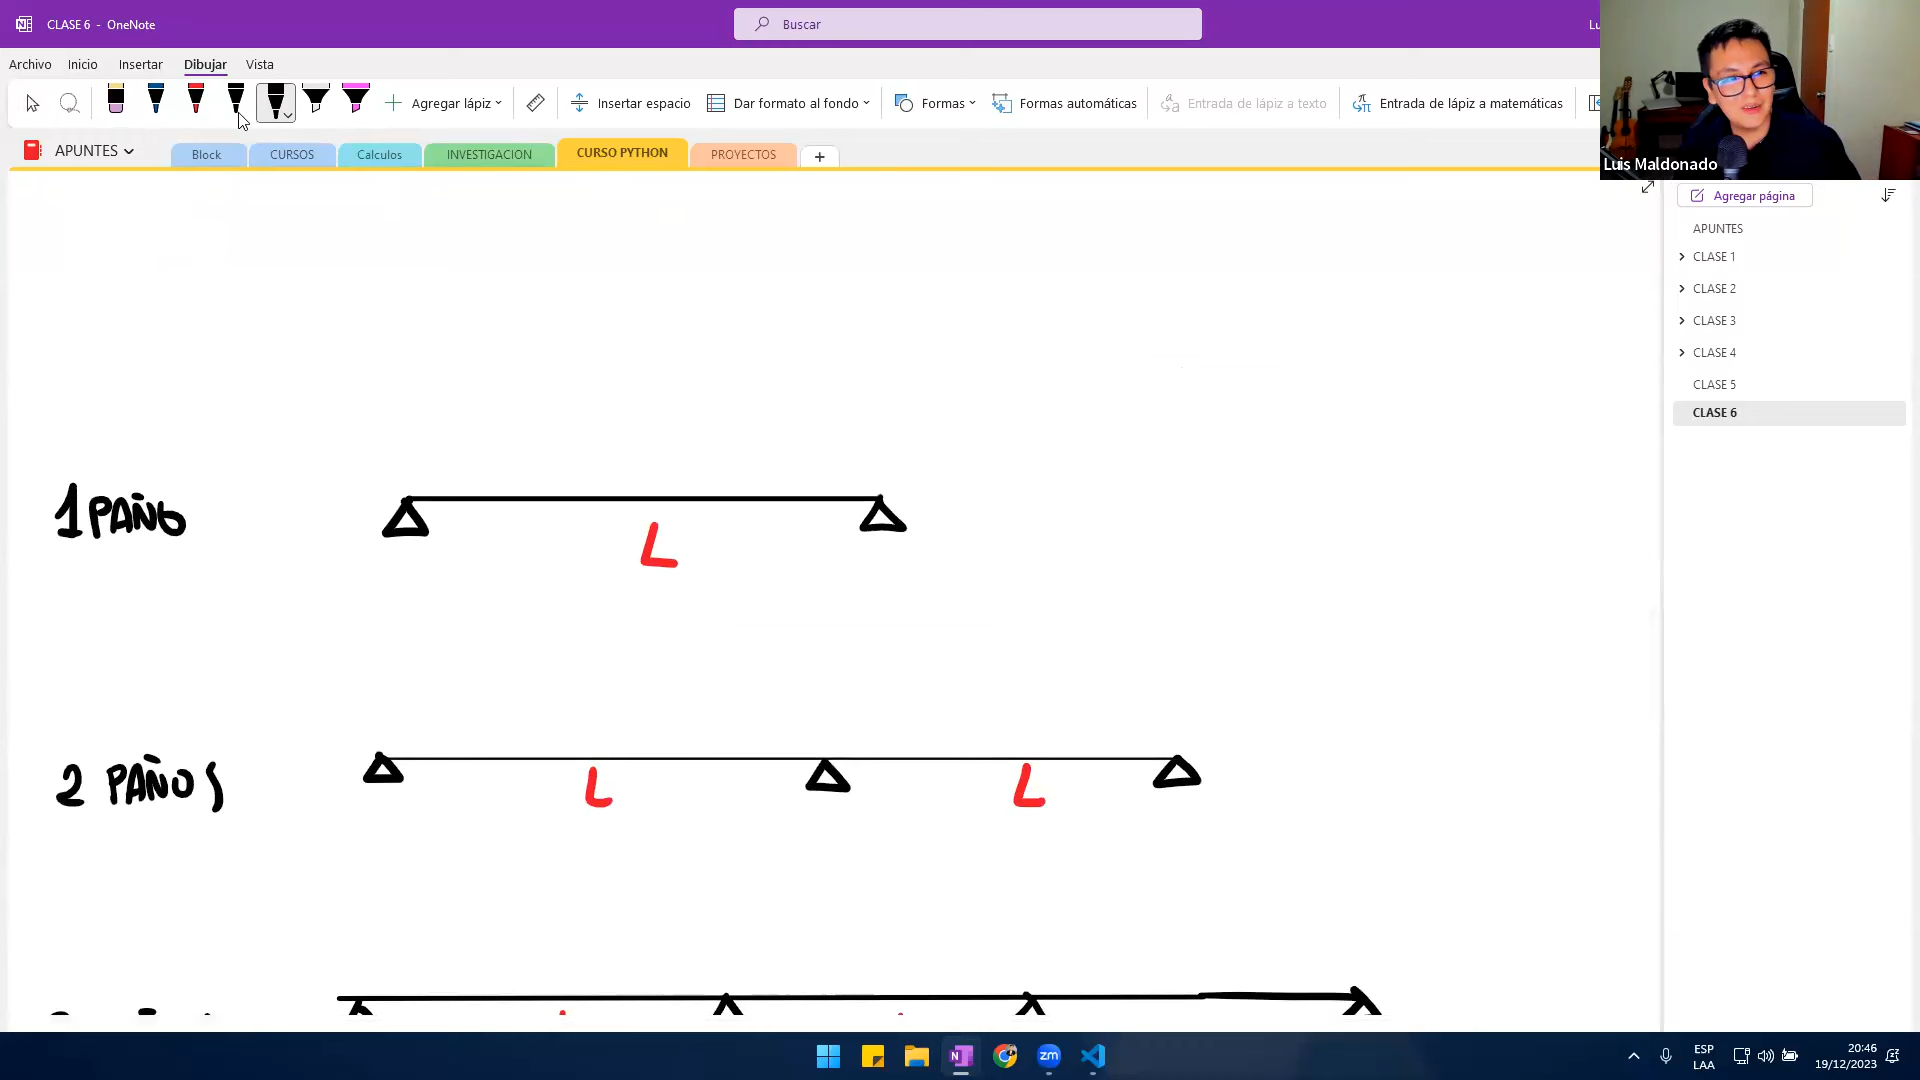 CLASE 6 - OneNote
Buscar
Archivo Inicio Insertar Dibujar Vista
Agregar lápiz Insertar espacio Dar formato al fondo Formas Formas automáticas Entrada de lápiz a texto Entrada de lápiz a matemáticas
Luis Maldonado
APUNTES Block CURSOS Calculos INVESTIGACION CURSO PYTHON PROYECTOS +
Agregar página
APUNTES
CLASE 1
CLASE 2
CLASE 3
CLASE 4
CLASE 5
CLASE 6
1 PAÑO
L
2 PAÑOS
L L
ESP
LAA
20:46
19/12/2023
zm